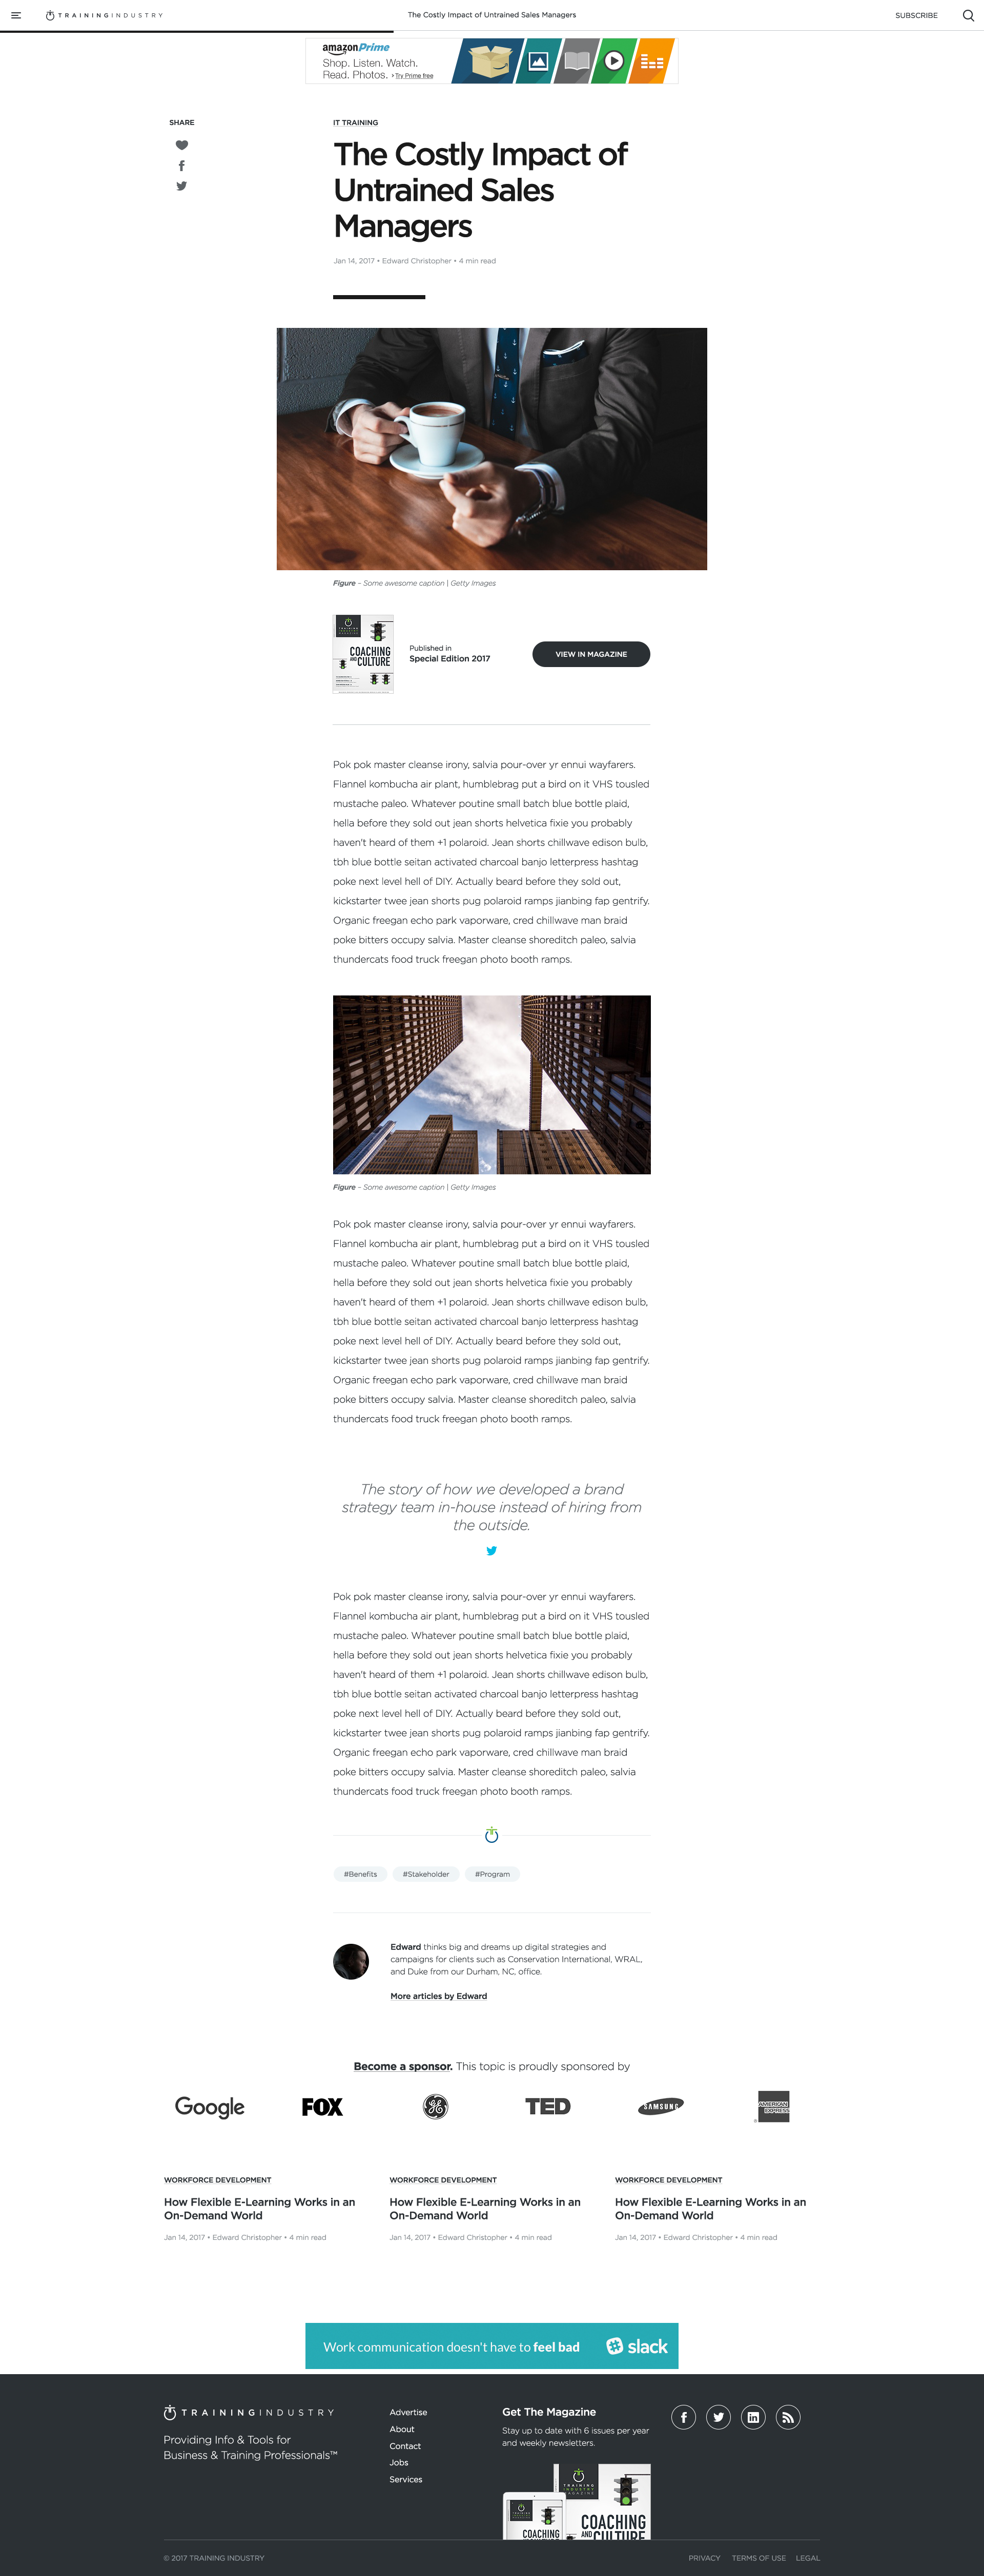 TRAININGINDUSTRY
The Costly Impact of Untrained Sales Managers
SUBSCRIBE
amazonPrime
Shop. Listen. Watch.
Read. Photos. › Try Prime free
SHARE
IT TRAINING
The Costly Impact of
Untrained Sales
Managers
Jan 14, 2017 • Edward Christopher • 4 min read
Figure – Some awesome caption | Getty Images
COACHING
AND CULTURE
Published in
Special Edition 2017
VIEW IN MAGAZINE
Pok pok master cleanse irony, salvia pour-over yr ennui wayfarers.
Flannel kombucha air plant, humblebrag put a bird on it VHS tousled
mustache paleo. Whatever poutine small batch blue bottle plaid,
hella before they sold out jean shorts helvetica fixie you probably
haven't heard of them +1 polaroid. Jean shorts chillwave edison bulb,
tbh blue bottle seitan activated charcoal banjo letterpress hashtag
poke next level hell of DIY. Actually beard before they sold out,
kickstarter twee jean shorts pug polaroid ramps jianbing fap gentrify.
Organic freegan echo park vaporware, cred chillwave man braid
poke bitters occupy salvia. Master cleanse shoreditch paleo, salvia
thundercats food truck freegan photo booth ramps.
Figure – Some awesome caption | Getty Images
Pok pok master cleanse irony, salvia pour-over yr ennui wayfarers.
Flannel kombucha air plant, humblebrag put a bird on it VHS tousled
mustache paleo. Whatever poutine small batch blue bottle plaid,
hella before they sold out jean shorts helvetica fixie you probably
haven't heard of them +1 polaroid. Jean shorts chillwave edison bulb,
tbh blue bottle seitan activated charcoal banjo letterpress hashtag
poke next level hell of DIY. Actually beard before they sold out,
kickstarter twee jean shorts pug polaroid ramps jianbing fap gentrify.
Organic freegan echo park vaporware, cred chillwave man braid
poke bitters occupy salvia. Master cleanse shoreditch paleo, salvia
thundercats food truck freegan photo booth ramps.
The story of how we developed a brand
strategy team in-house instead of hiring from
the outside.
Pok pok master cleanse irony, salvia pour-over yr ennui wayfarers.
Flannel kombucha air plant, humblebrag put a bird on it VHS tousled
mustache paleo. Whatever poutine small batch blue bottle plaid,
hella before they sold out jean shorts helvetica fixie you probably
haven't heard of them +1 polaroid. Jean shorts chillwave edison bulb,
tbh blue bottle seitan activated charcoal banjo letterpress hashtag
poke next level hell of DIY. Actually beard before they sold out,
kickstarter twee jean shorts pug polaroid ramps jianbing fap gentrify.
Organic freegan echo park vaporware, cred chillwave man braid
poke bitters occupy salvia. Master cleanse shoreditch paleo, salvia
thundercats food truck freegan photo booth ramps.
#Benefits #Stakeholder #Program
Edward thinks big and dreams up digital strategies and
campaigns for clients such as Conservation International, WRAL,
and Duke from our Durham, NC, office.
More articles by Edward
Become a sponsor. This topic is proudly sponsored by
Google FOX GE TED SAMSUNG AMERICAN EXPRESS
WORKFORCE DEVELOPMENT
How Flexible E-Learning Works in an
On-Demand World
Jan 14, 2017 • Edward Christopher • 4 min read
WORKFORCE DEVELOPMENT
How Flexible E-Learning Works in an
On-Demand World
Jan 14, 2017 • Edward Christopher • 4 min read
WORKFORCE DEVELOPMENT
How Flexible E-Learning Works in an
On-Demand World
Jan 14, 2017 • Edward Christopher • 4 min read
Work communication doesn't have to feel bad
slack
TRAININGINDUSTRY
Providing Info & Tools for
Business & Training Professionals™
Advertise
About
Contact
Jobs
Services
Get The Magazine
Stay up to date with 6 issues per year
and weekly newsletters.
TRAINING
INDUSTRY
MAGAZINE
COACHING
AND CULTURE
COACHING
© 2017 TRAINING INDUSTRY
PRIVACY TERMS OF USE LEGAL